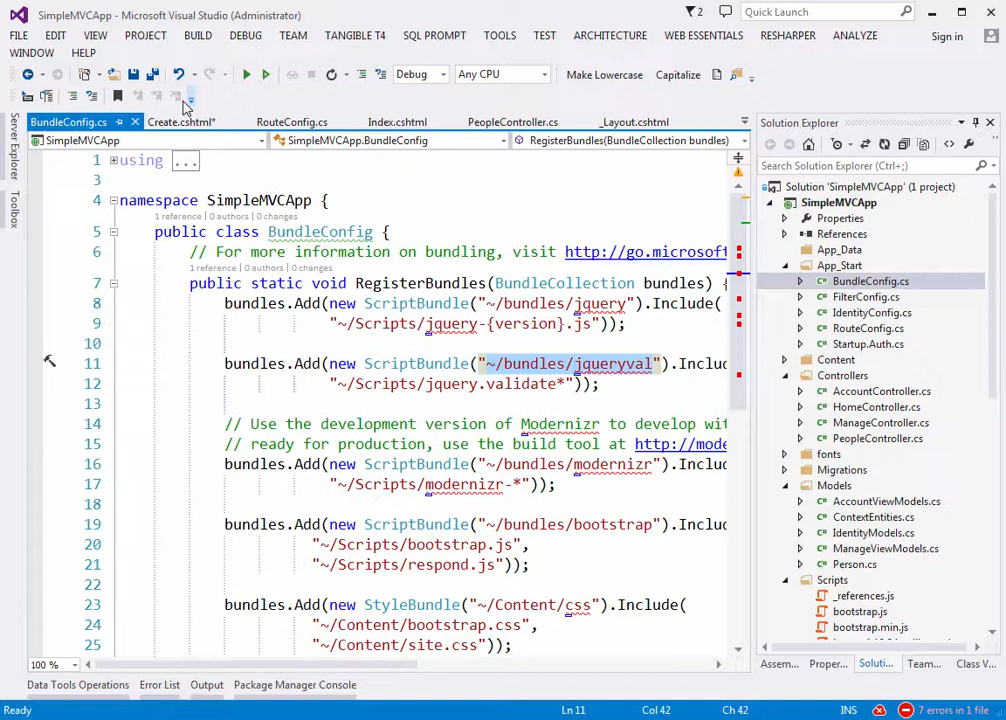 SimpleMVCApp - Microsoft Visual Studio (Administrator)
2
Quick Launch
FILE EDIT VIEW PROJECT BUILD DEBUG TEAM TANGIBLE T4 SQL PROMPT TOOLS TEST ARCHITECTURE WEB ESSENTIALS RESHARPER ANALYZE
Sign in
WINDOW HELP
Debug Any CPU Make Lowercase Capitalize
Server Explorer
Toolbox
BundleConfig.cs Create.cshtml* RouteConfig.cs Index.cshtml PeopleController.cs _Layout.cshtml
SimpleMVCApp SimpleMVCApp.BundleConfig RegisterBundles(BundleCollection bundles)
1 using ...
3
4 namespace SimpleMVCApp {
1 reference | 0 authors | 0 changes
5 public class BundleConfig {
6 // For more information on bundling, visit http://go.microsoft
1 reference | 0 authors | 0 changes
7 public static void RegisterBundles(BundleCollection bundles) {
8 bundles.Add(new ScriptBundle("~/bundles/jquery").Include(
9 "~/Scripts/jquery-{version}.js"));
10
11 bundles.Add(new ScriptBundle("~/bundles/jqueryval").Includ
12 "~/Scripts/jquery.validate*"));
13
14 // Use the development version of Modernizr to develop wit
15 // ready for production, use the build tool at http://mode
16 bundles.Add(new ScriptBundle("~/bundles/modernizr").Includ
17 "~/Scripts/modernizr-*"));
18
19 bundles.Add(new ScriptBundle("~/bundles/bootstrap").Includ
20 "~/Scripts/bootstrap.js",
21 "~/Scripts/respond.js"));
22
23 bundles.Add(new StyleBundle("~/Content/css").Include(
24 "~/Content/bootstrap.css",
25 "~/Content/site.css"));
100 %
Solution Explorer
Search Solution Explorer (Ctrl+;)
Solution 'SimpleMVCApp' (1 project)
SimpleMVCApp
Properties
References
App_Data
App_Start
BundleConfig.cs
FilterConfig.cs
IdentityConfig.cs
RouteConfig.cs
Startup.Auth.cs
Content
Controllers
AccountController.cs
HomeController.cs
ManageController.cs
PeopleController.cs
fonts
Migrations
Models
AccountViewModels.cs
ContextEntities.cs
IdentityModels.cs
ManageViewModels.cs
Person.cs
Scripts
_references.js
bootstrap.js
bootstrap.min.js
Assem... Proper... Soluti... Team... Class V...
Data Tools Operations Error List Output Package Manager Console
Ready Ln 11 Col 42 Ch 42 INS 7 errors in 1 file